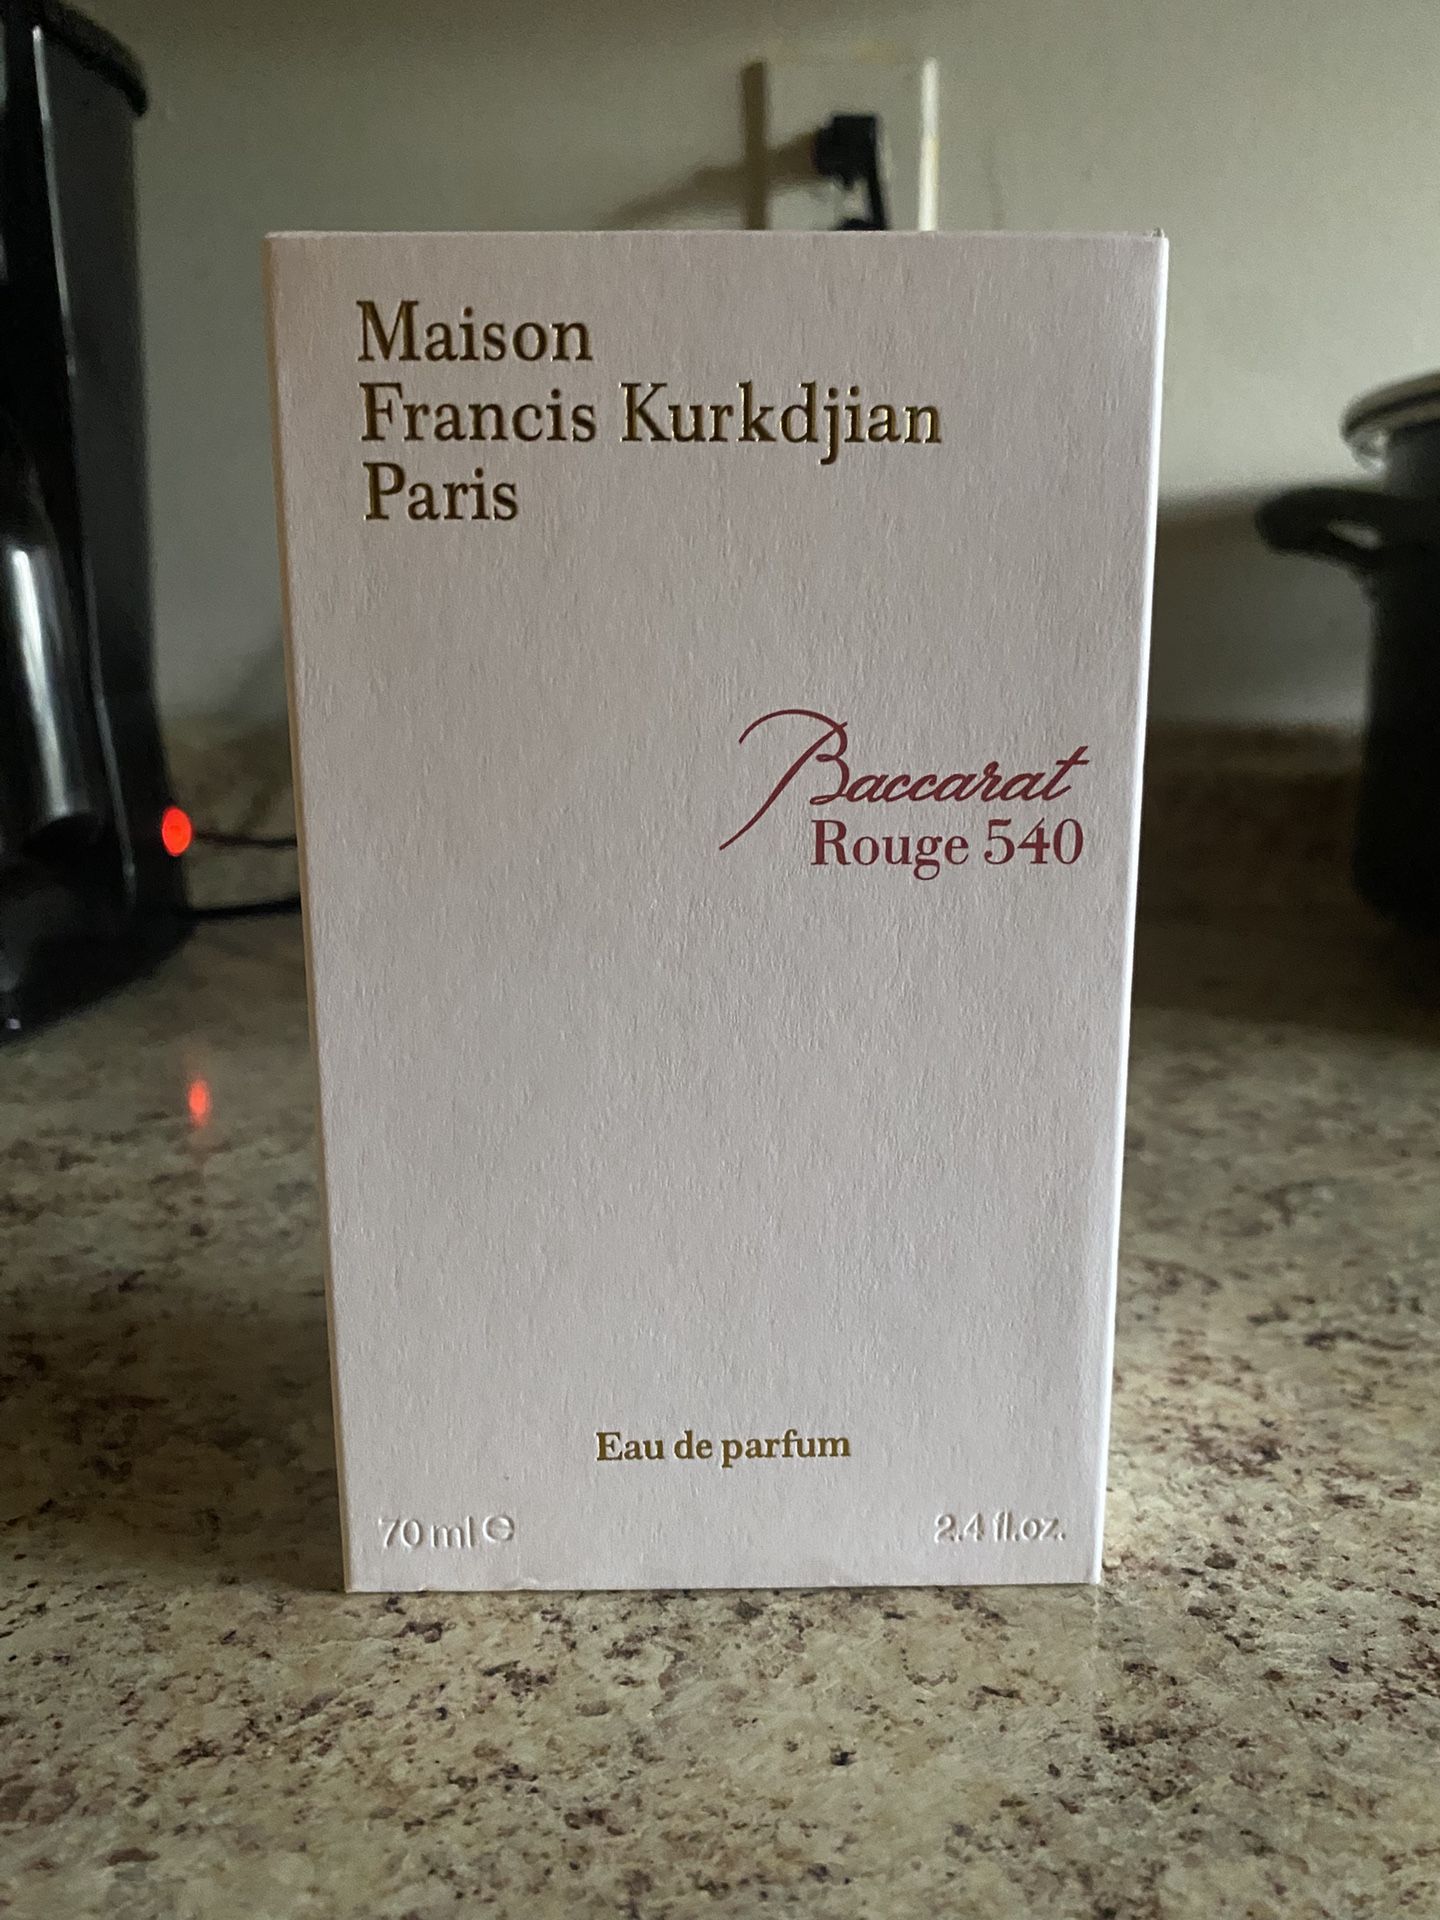 Maison
Francis Kurkdjian
Paris
Baccarat
Rouge 540
Eau de parfum
70 ml ℮
2.4 fl.oz.